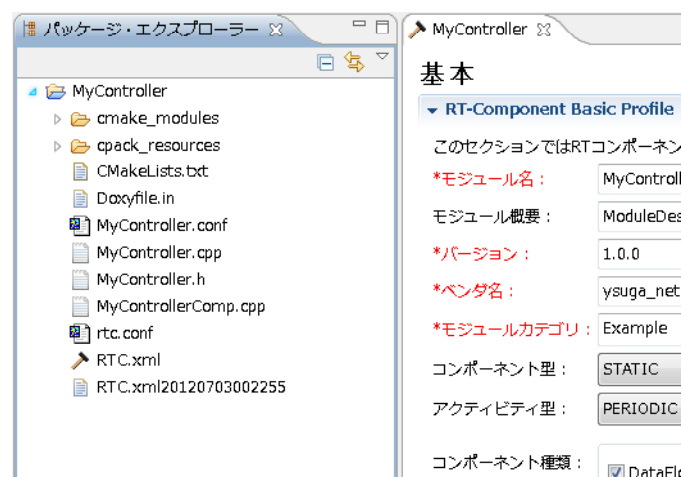 パッケージ・エクスプローラー
MyController
cmake_modules
cpack_resources
CMakeLists.txt
Doxyfile.in
MyController.conf
MyController.cpp
MyController.h
MyControllerComp.cpp
rtc.conf
RTC.xml
RTC.xml20120703002255
MyController
基本
RT-Component Basic Profile
このセクションではRTコンポーネン
*モジュール名： MyControll
モジュール概要： ModuleDes
*バージョン： 1.0.0
*ベンダ名： ysuga_net
*モジュールカテゴリ： Example
コンポーネント型： STATIC
アクティビティ型： PERIODIC
コンポーネント種類： DataFlo